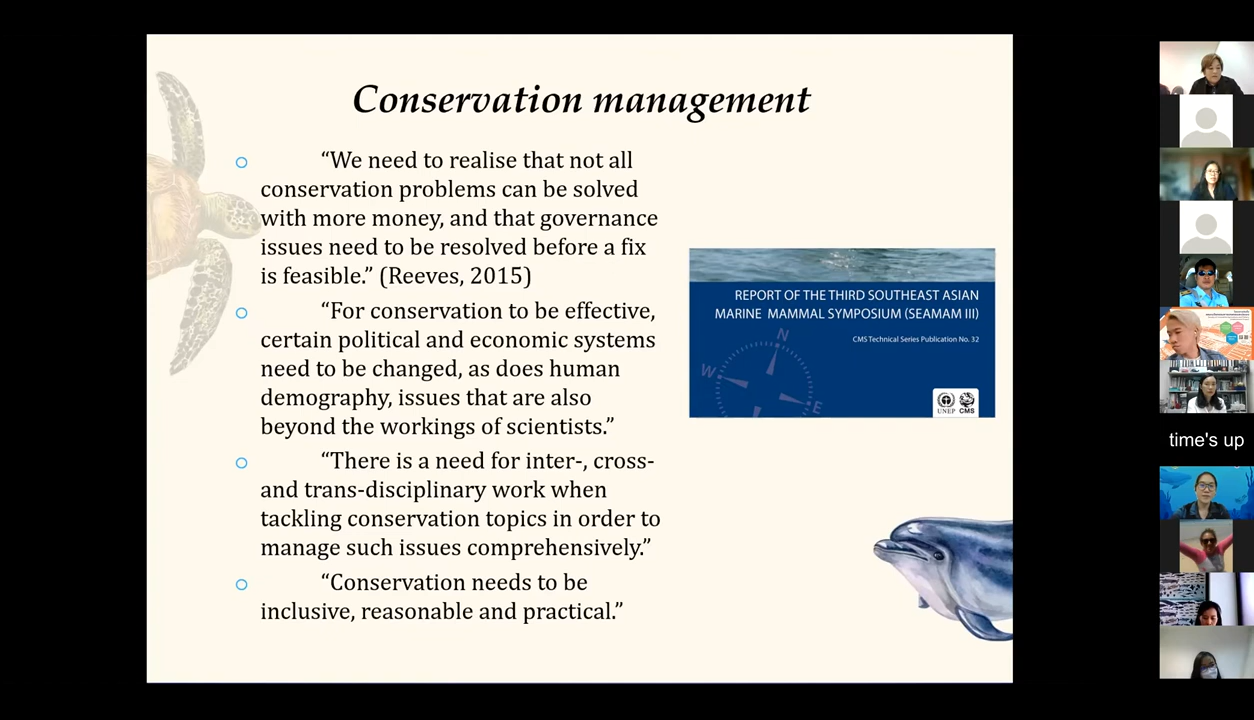 Conservation management
“We need to realise that not all
conservation problems can be solved
with more money, and that governance
issues need to be resolved before a fix
is feasible.” (Reeves, 2015)
“For conservation to be effective,
certain political and economic systems
need to be changed, as does human
demography, issues that are also
beyond the workings of scientists.”
“There is a need for inter-, cross-
and trans-disciplinary work when
tackling conservation topics in order to
manage such issues comprehensively.”
“Conservation needs to be
inclusive, reasonable and practical.”
REPORT OF THE THIRD SOUTHEAST ASIAN
MARINE MAMMAL SYMPOSIUM (SEAMAM III)
CMS Technical Series Publication No. 32
N
W
E
UNEP CMS
time's up